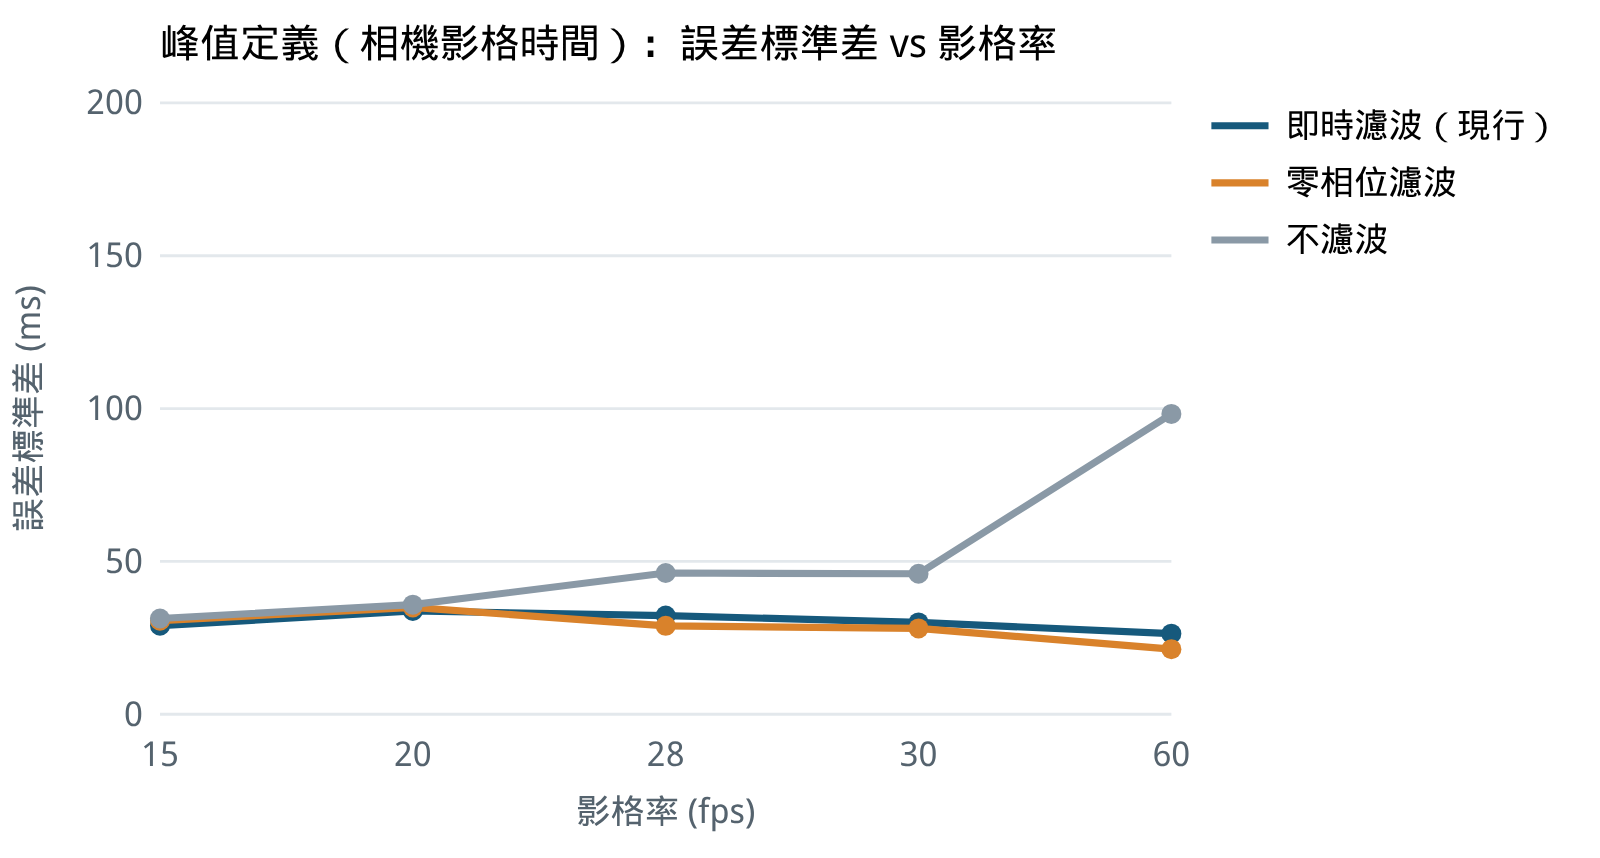 峰值定義（相機影格時間）: 誤差標準差 vs 影格率
200
150
100
50
0
誤差標準差 (ms)
15 20 28 30 60
影格率 (fps)
即時濾波（現行）
零相位濾波
不濾波